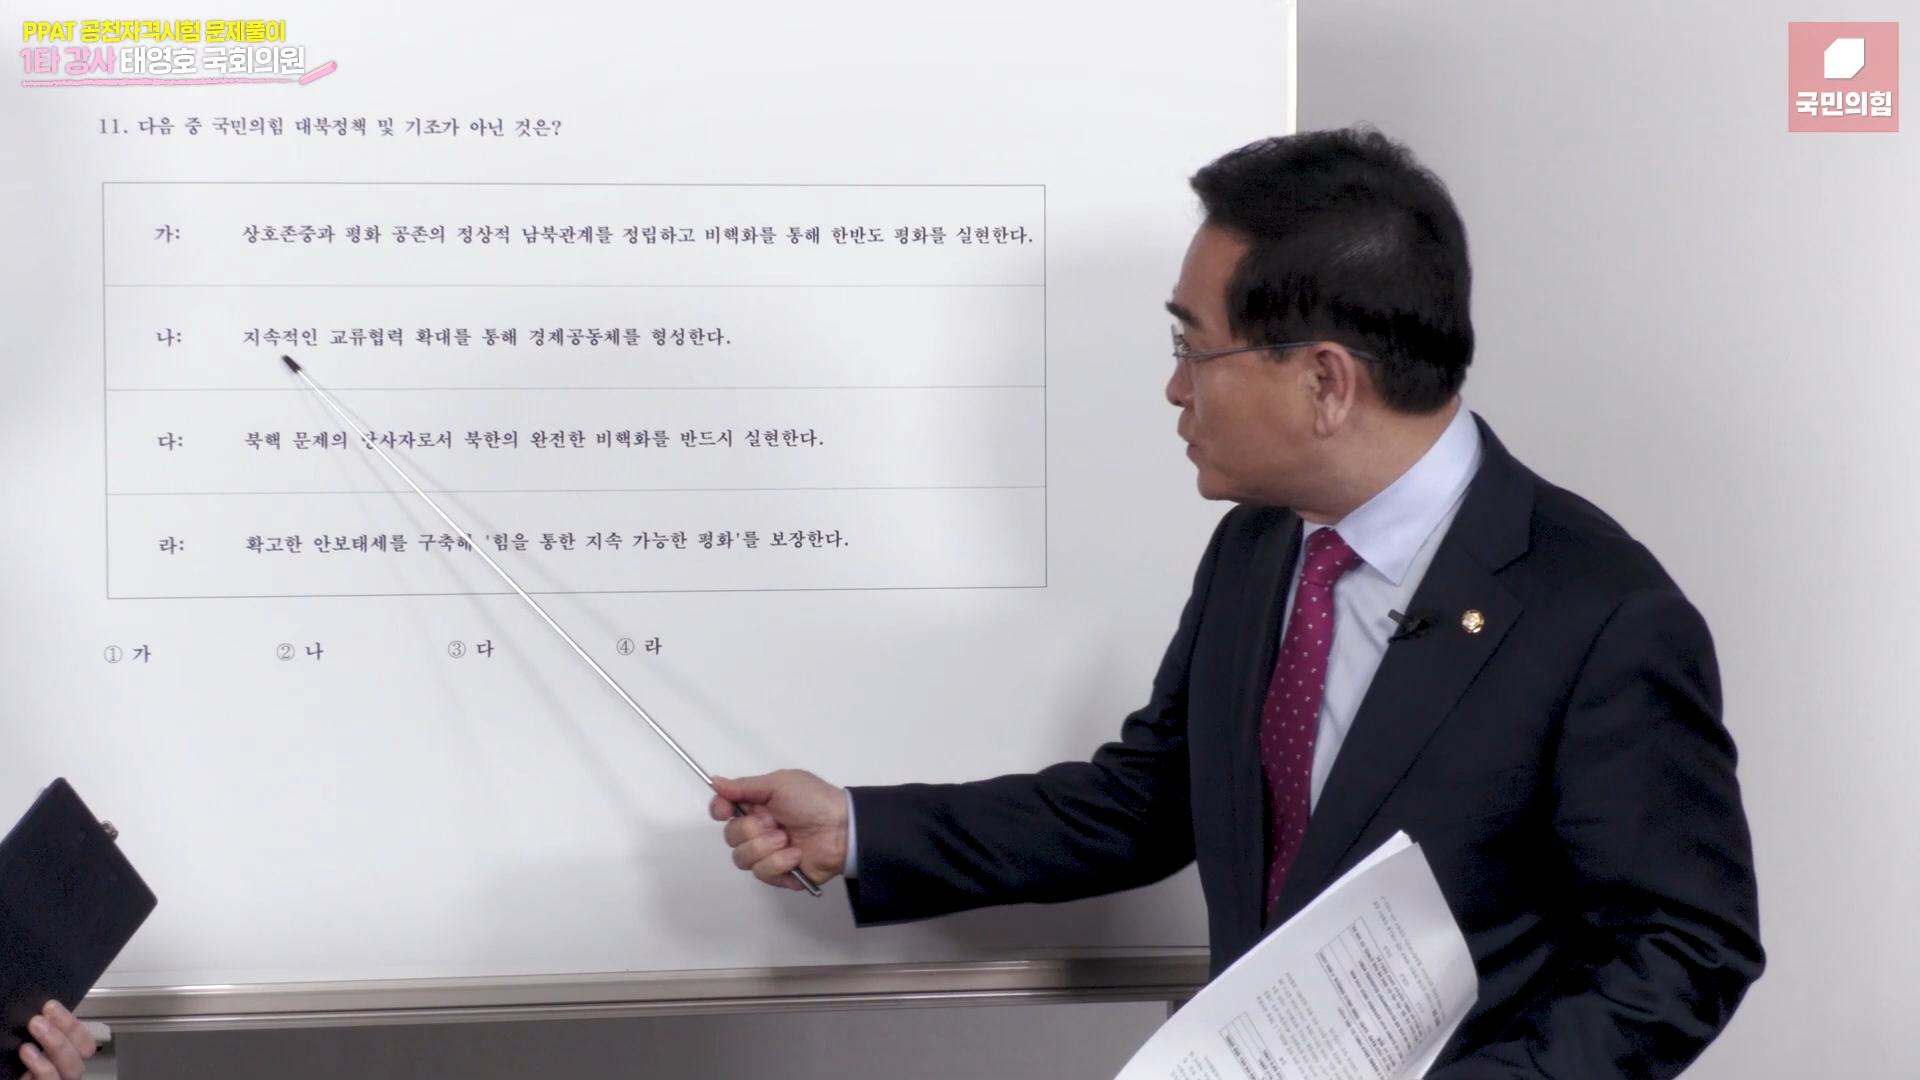 PPAT 공천자격시험 문제풀이
1타 강사 태영호 국회의원
국민의힘
11. 다음 중 국민의힘 대북정책 및 기조가 아닌 것은?
가: 상호존중과 평화 공존의 정상적 남북관계를 정립하고 비핵화를 통해 한반도 평화를 실현한다.
나: 지속적인 교류협력 확대를 통해 경제공동체를 형성한다.
다: 북핵 문제의 당사자로서 북한의 완전한 비핵화를 반드시 실현한다.
라: 확고한 안보태세를 구축해 '힘을 통한 지속 가능한 평화'를 보장한다.
① 가 ② 나 ③ 다 ④ 라